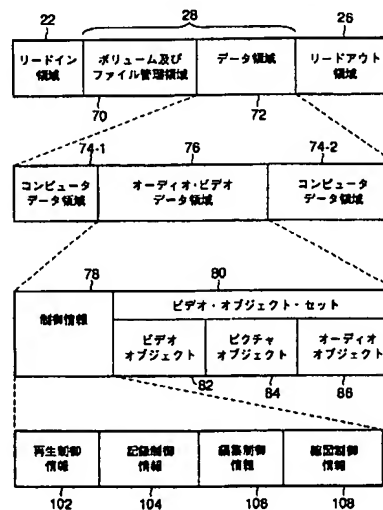 22
28
26
リードイン
領域
ボリューム及び
ファイル管理領域
データ領域
リードアウト
領域
70
72
74-1
76
74-2
コンピュータ
データ領域
オーディオ・ビデオ
データ領域
コンピュータ
データ領域
78
80
制御情報
ビデオ・オブジェクト・セット
ビデオ
オブジェクト
ピクチャ
オブジェクト
オーディオ
オブジェクト
82
84
86
再生制御
情報
記録制御
情報
編集制御
情報
縮図制御
情報
102
104
106
108